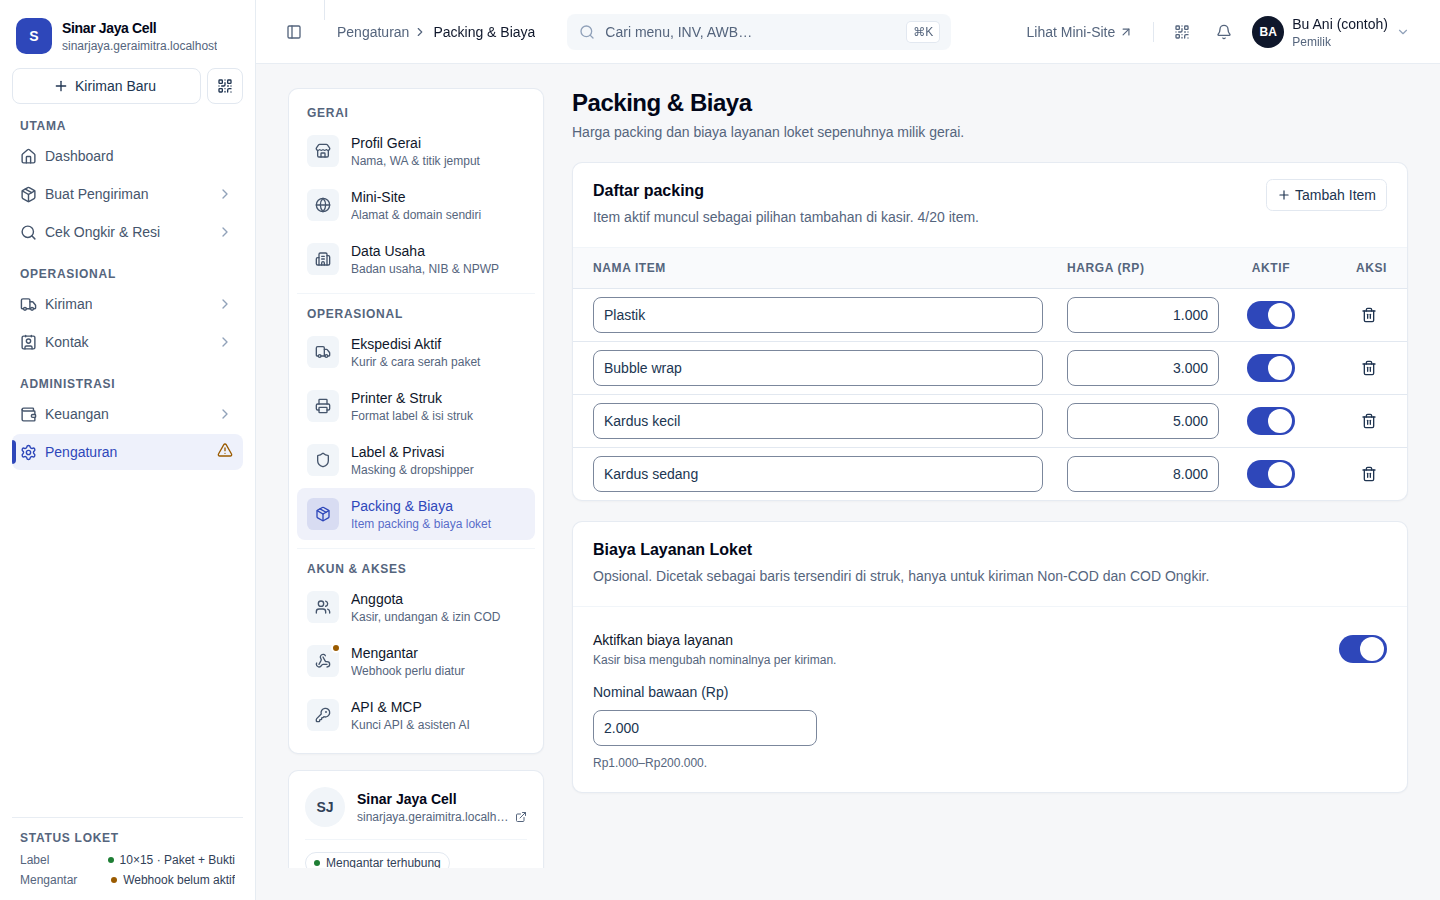 S
Sinar Jaya Cell
sinarjaya.geraimitra.localhost
Kiriman Baru
UTAMA
Dashboard
Buat Pengiriman
Cek Ongkir & Resi
OPERASIONAL
Kiriman
Kontak
ADMINISTRASI
Keuangan
Pengaturan
STATUS LOKET
Label
10×15 · Paket + Bukti
Mengantar
Webhook belum aktif
Pengaturan
Packing & Biaya
Cari menu, INV, AWB…
⌘K
Lihat Mini-Site
BA
Bu Ani (contoh)
Pemilik
GERAI
Profil Gerai
Nama, WA & titik jemput
Mini-Site
Alamat & domain sendiri
Data Usaha
Badan usaha, NIB & NPWP
OPERASIONAL
Ekspedisi Aktif
Kurir & cara serah paket
Printer & Struk
Format label & isi struk
Label & Privasi
Masking & dropshipper
Packing & Biaya
Item packing & biaya loket
AKUN & AKSES
Anggota
Kasir, undangan & izin COD
Mengantar
Webhook perlu diatur
API & MCP
Kunci API & asisten AI
SJ
Sinar Jaya Cell
sinarjaya.geraimitra.localh…
Mengantar terhubung
Packing & Biaya
Harga packing dan biaya layanan loket sepenuhnya milik gerai.
Daftar packing
Item aktif muncul sebagai pilihan tambahan di kasir. 4/20 item.
Tambah Item
NAMA ITEM
HARGA (RP)
AKTIF
AKSI
Plastik
1.000
Bubble wrap
3.000
Kardus kecil
5.000
Kardus sedang
8.000
Biaya Layanan Loket
Opsional. Dicetak sebagai baris tersendiri di struk, hanya untuk kiriman Non-COD dan COD Ongkir.
Aktifkan biaya layanan
Kasir bisa mengubah nominalnya per kiriman.
Nominal bawaan (Rp)
2.000
Rp1.000–Rp200.000.